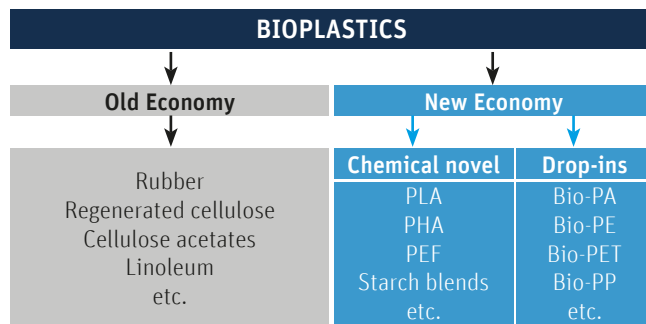 BIOPLASTICS
Old Economy
New Economy
Rubber
Regenerated cellulose
Cellulose acetates
Linoleum
etc.
Chemical novel
PLA
PHA
PEF
Starch blends
etc.
Drop-ins
Bio-PA
Bio-PE
Bio-PET
Bio-PP
etc.